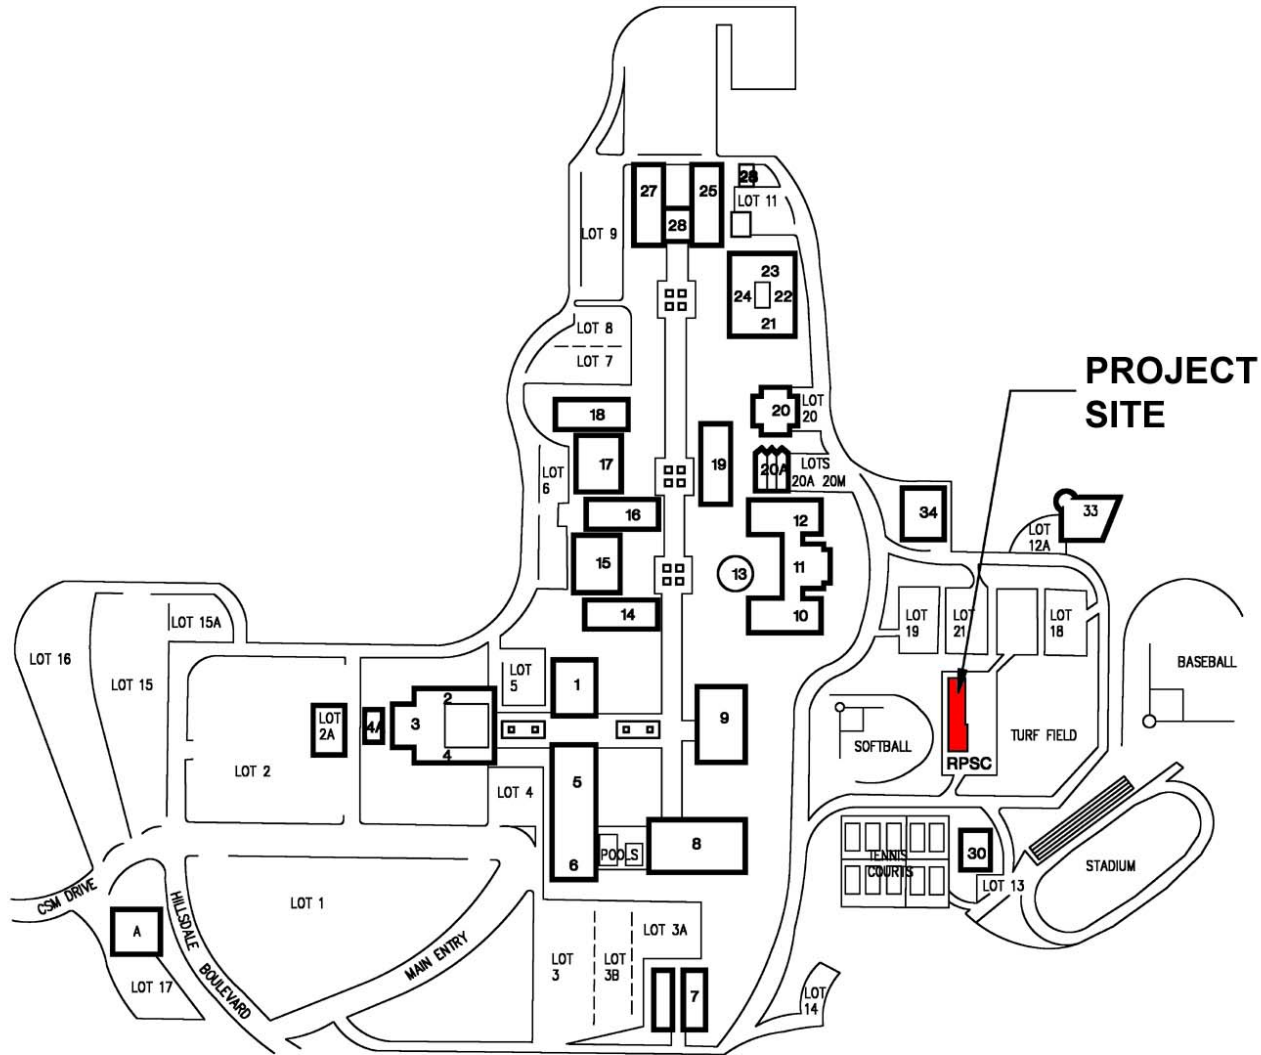 27
25
28
28
LOT 11
LOT 9
23
24
22
21
LOT 8
LOT 7
PROJECT
SITE
18
20
LOT
20
17
19
20A
LOTS
20A 20M
LOT
6
16
12
34
33
LOT
12A
15
13
11
14
10
LOT 15A
LOT
19
LOT
21
LOT
18
LOT 16
LOT 15
LOT
5
1
BASEBALL
2
3
4
4A
LOT
2A
9
SOFTBALL
TURF FIELD
RPSC
LOT 2
LOT 4
5
6
POOLS
8
TENNIS
COURTS
30
LOT 13
STADIUM
CSM DRIVE
HILLSDALE
BOULEVARD
LOT 1
MAIN ENTRY
A
LOT 17
LOT
3
LOT
3B
LOT 3A
7
LOT
14